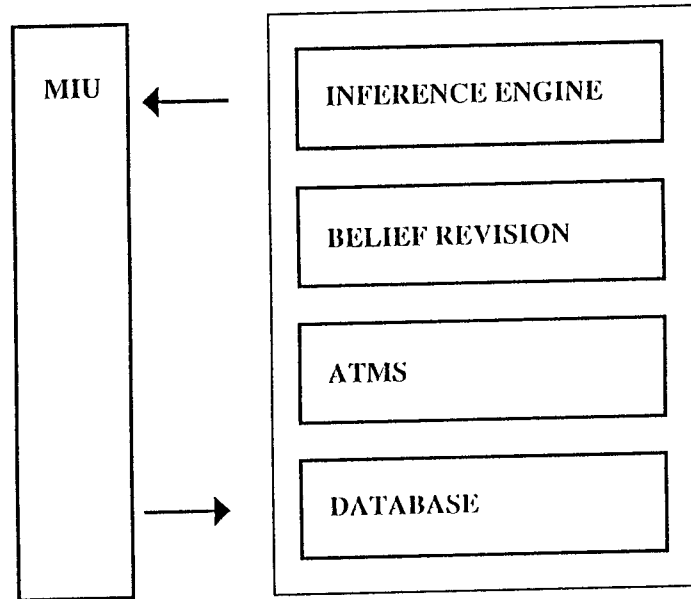 MIU
INFERENCE ENGINE
BELIEF REVISION
ATMS
DATABASE